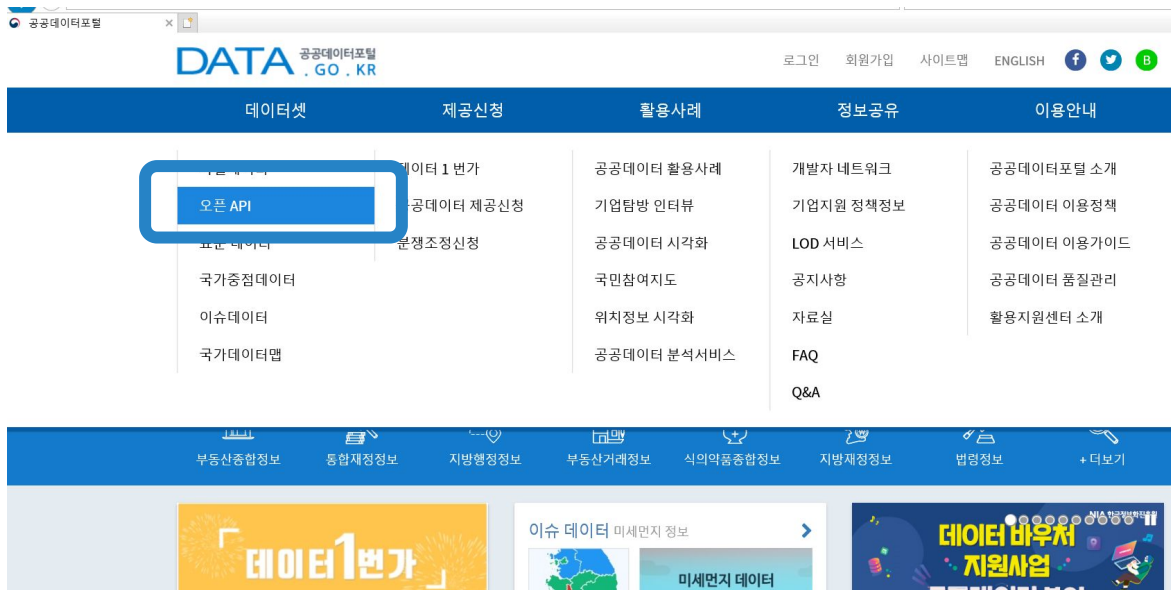 공공데이터포털
DATA 공공데이터포털
. GO . KR
로그인 회원가입 사이트맵 ENGLISH f B
데이터셋 제공신청 활용사례 정보공유 이용안내
데이터 1 번가 공공데이터 활용사례 개발자 네트워크 공공데이터포털 소개
오픈 API 공공데이터 제공신청 기업탐방 인터뷰 기업지원 정책정보 공공데이터 이용정책
분쟁조정신청 공공데이터 시각화 LOD 서비스 공공데이터 이용가이드
국가중점데이터 국민참여지도 공지사항 공공데이터 품질관리
이슈데이터 위치정보 시각화 자료실 활용지원센터 소개
국가데이터맵 공공데이터 분석서비스 FAQ
Q&A
부동산종합정보 통합재정정보 지방행정정보 부동산거래정보 식의약품종합정보 지방재정정보 법령정보 + 더보기
데이터1번가
이슈 데이터 미세먼지 정보
미세먼지 데이터
NIA 한국정보화진흥원
데이터 바우처
지원사업